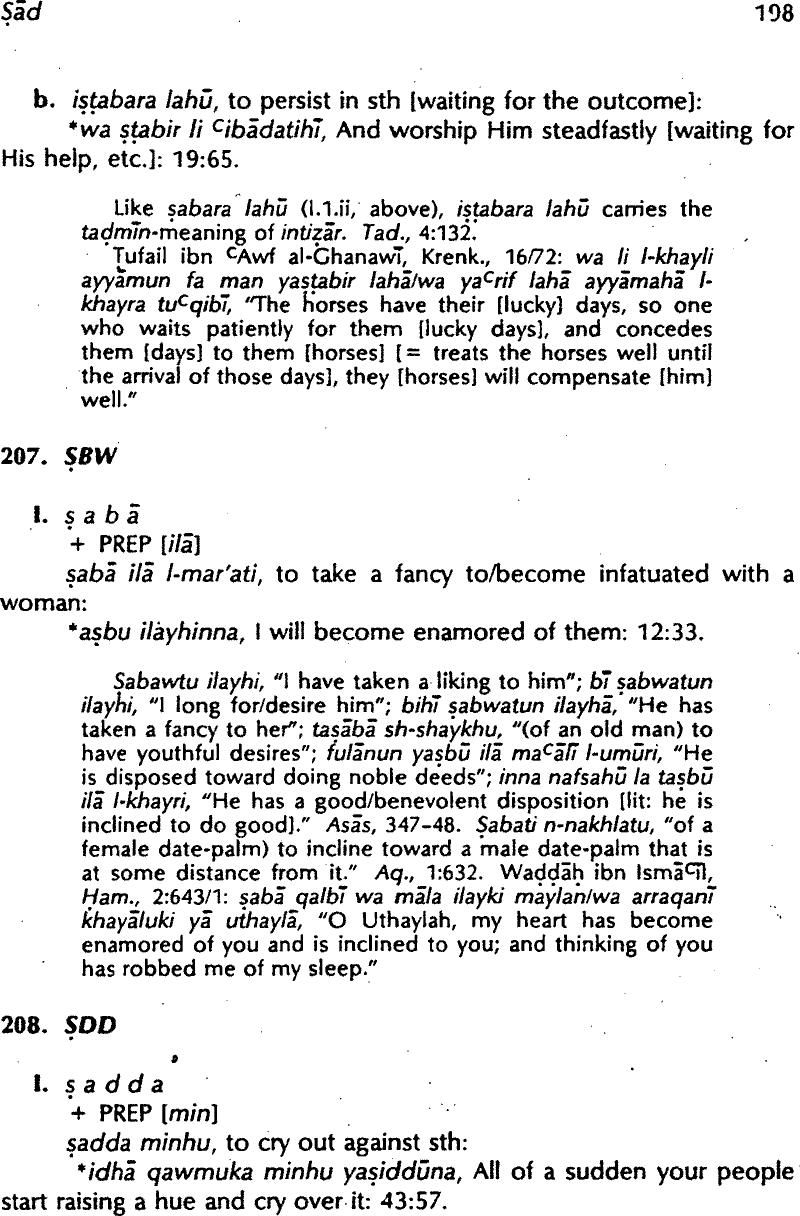 Ṣād 198
b. iṣṭabara lahū, to persist in sth [waiting for the outcome]:
*wa ṣṭabir li ʿibādatihī, And worship Him steadfastly [waiting for
His help, etc.]: 19:65.
Like ṣabara lahū (I.1.ii, above), iṣṭabara lahū carries the
taḍmīn-meaning of intiẓār. Tad., 4:132.
Ṭufail ibn ʿAwf al-Ghanawī, Krenk., 16/72: wa li l-khayli
ayyāmun fa man yaṣṭabir lahā/wa yaʿrif lahā ayyāmahā l-
khayra tuʿqibī, "The horses have their [lucky] days, so one
who waits patiently for them [lucky days], and concedes
them [days] to them [horses] [= treats the horses well until
the arrival of those days], they [horses] will compensate [him]
well."
207. ṢBW
I. ṣ a b ā
+ PREP [ilā]
ṣabā ilā l-mar'ati, to take a fancy to/become infatuated with a
woman:
*aṣbu ilayhinna, I will become enamored of them: 12:33.
Ṣabawtu ilayhi, "I have taken a liking to him"; bī ṣabwatun
ilayhi, "I long for/desire him"; bihī ṣabwatun ilayhā, "He has
taken a fancy to her"; taṣābā sh-shaykhu, "(of an old man) to
have youthful desires"; fulānun yaṣbū ilā maʿālī l-umūri, "He
is disposed toward doing noble deeds"; inna nafsahū la taṣbū
ilā l-khayri, "He has a good/benevolent disposition [lit: he is
inclined to do good]." Asās, 347-48. Ṣabati n-nakhlatu, "of a
female date-palm) to incline toward a male date-palm that is
at some distance from it." Aq., 1:632. Waḍḍāḥ ibn Ismāʿīl,
Ḥam., 2:643/1: ṣabā qalbī wa māla ilayki maylan/wa arraqanī
khayāluki yā uthaylā, "O Uthaylah, my heart has become
enamored of you and is inclined to you; and thinking of you
has robbed me of my sleep."
208. ṢDD
I. ṣ a d d a
+ PREP [min]
ṣadda minhu, to cry out against sth:
*idhā qawmuka minhu yaṣiddūna, All of a sudden your people
start raising a hue and cry over it: 43:57.